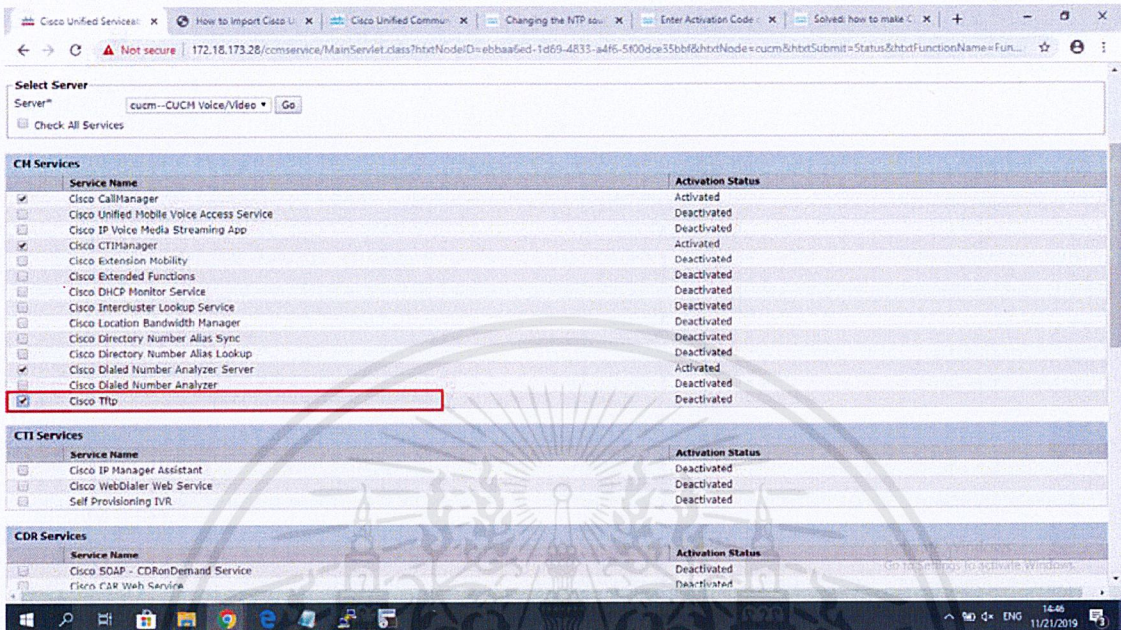 Cisco Unified Serviceab
How to Import Cisco U
Cisco Unified Commun
Changing the NTP sou
Enter Activation Code
Solved: how to make C
Not secure
172.18.173.28/ccmservice/MainServlet.class?htxtNodeID=ebbaa6ed-1d69-4833-a4f6-5f00dce35bbf&htxtNode=cucm&htxtSubmit=Status&htxtFunctionName=Fun...
Select Server
Server*
cucm--CUCM Voice/Video
Go
Check All Services
CM Services
Service Name Activation Status
Cisco CallManager Activated
Cisco Unified Mobile Voice Access Service Deactivated
Cisco IP Voice Media Streaming App Deactivated
Cisco CTIManager Activated
Cisco Extension Mobility Deactivated
Cisco Extended Functions Deactivated
Cisco DHCP Monitor Service Deactivated
Cisco Intercluster Lookup Service Deactivated
Cisco Location Bandwidth Manager Deactivated
Cisco Directory Number Alias Sync Deactivated
Cisco Directory Number Alias Lookup Deactivated
Cisco Dialed Number Analyzer Server Activated
Cisco Dialed Number Analyzer Deactivated
Cisco Tftp Deactivated
CTI Services
Service Name Activation Status
Cisco IP Manager Assistant Deactivated
Cisco WebDialer Web Service Deactivated
Self Provisioning IVR Deactivated
CDR Services
Service Name Activation Status
Cisco SOAP - CDRonDemand Service Deactivated
Cisco CAR Web Service Deactivated
Go to Settings to activate Windows.
ENG
14:46
11/21/2019